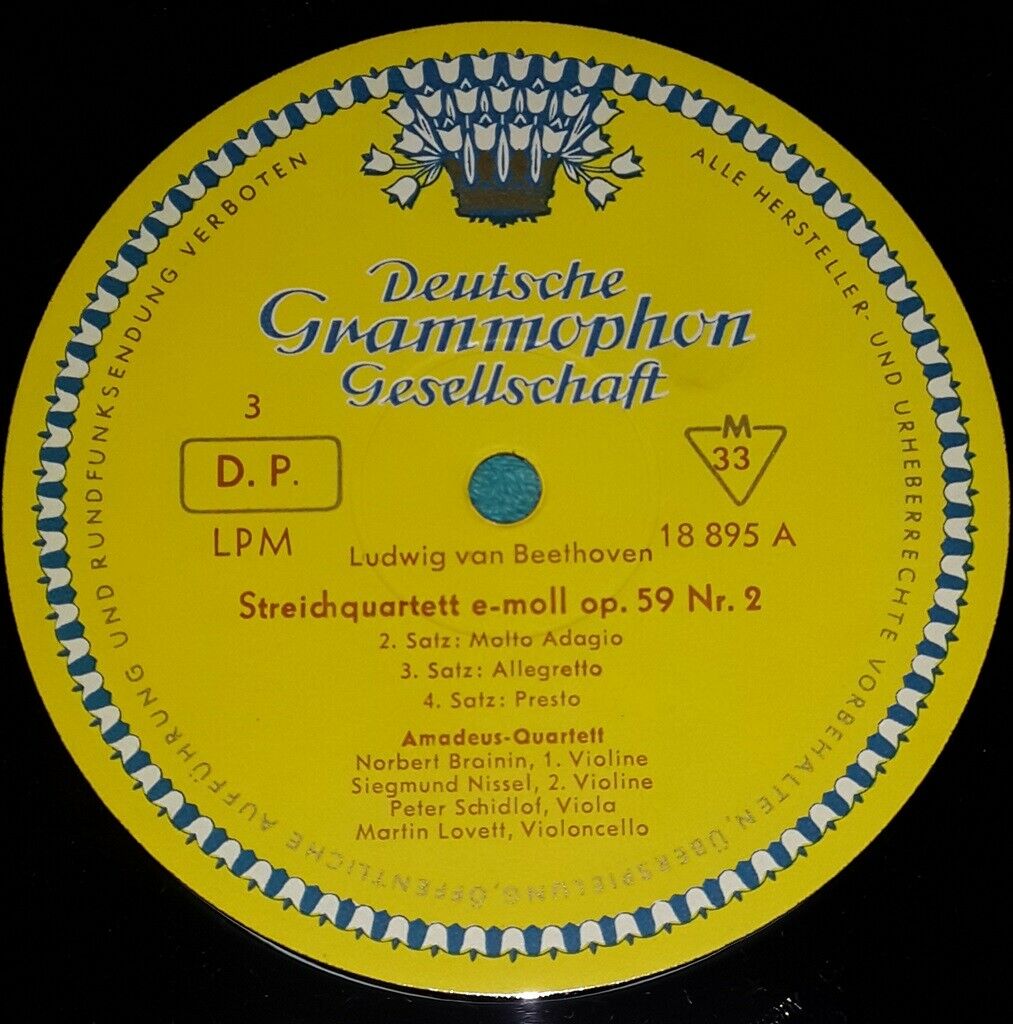 ALLE HERSTELLER- UND URHEBERRECHTE VORBEHALTEN, ÜBERSPIELUNG, ÖFFENTLICHE AUFFÜHRUNG UND RUNDFUNKSENDUNG VERBOTEN
Deutsche
Grammophon
Gesellschaft
3
D. P.
LPM
M
33
18 895 A
Ludwig van Beethoven
Streichquartett e-moll op. 59 Nr. 2
2. Satz: Molto Adagio
3. Satz: Allegretto
4. Satz: Presto
Amadeus-Quartett
Norbert Brainin, 1. Violine
Siegmund Nissel, 2. Violine
Peter Schidlof, Viola
Martin Lovett, Violoncello